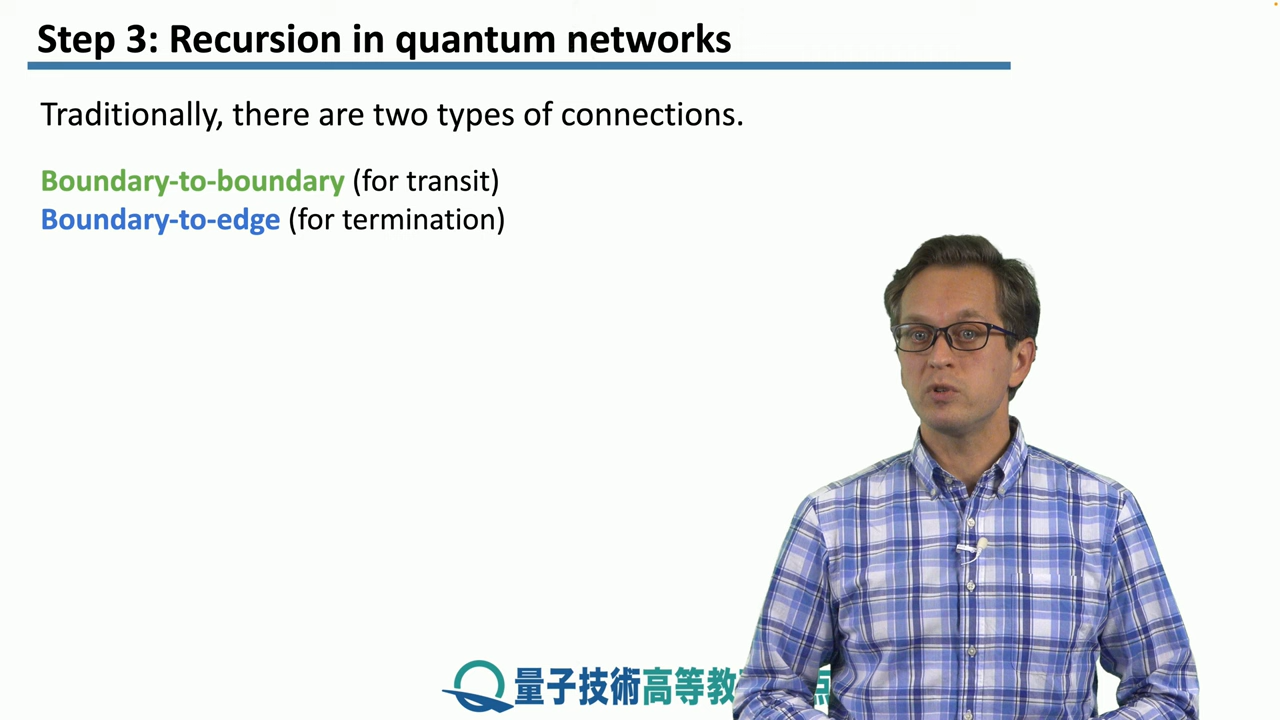 Step 3: Recursion in quantum networks
Traditionally, there are two types of connections.
Boundary-to-boundary (for transit)
Boundary-to-edge (for termination)
量子技術高等教 点